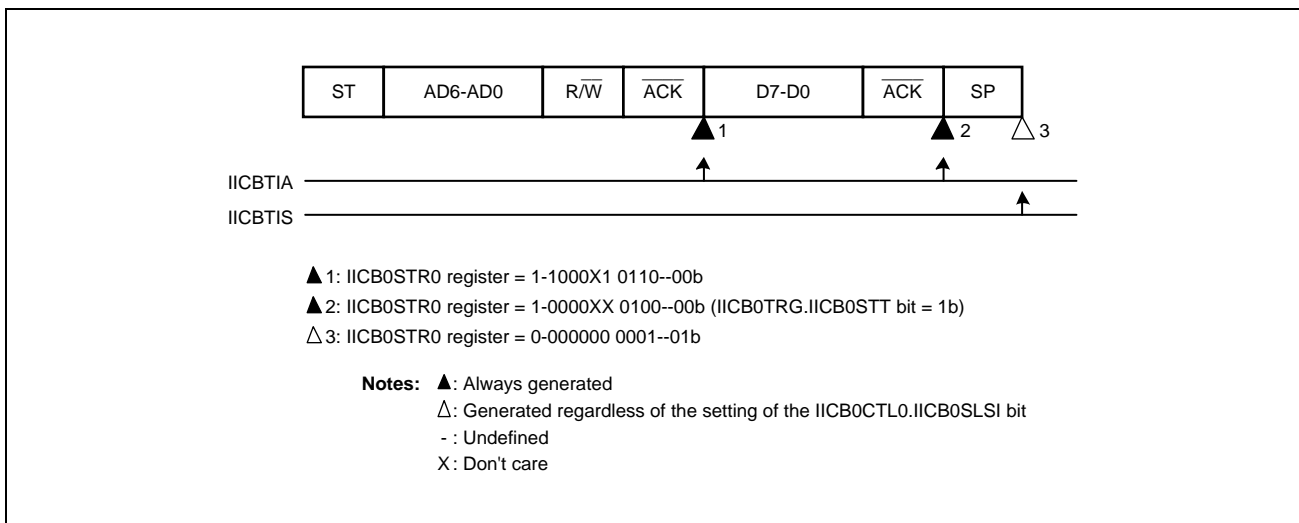 ST AD6-AD0 R/W̅ A̅C̅K̅ D7-D0 A̅C̅K̅ SP
▲ 1 ▲ 2 △ 3
IICBTIA
IICBTIS
▲ 1: IICB0STR0 register = 1-1000X1 0110--00b
▲ 2: IICB0STR0 register = 1-0000XX 0100--00b (IICB0TRG.IICB0STT bit = 1b)
△ 3: IICB0STR0 register = 0-000000 0001--01b
Notes: ▲: Always generated
△: Generated regardless of the setting of the IICB0CTL0.IICB0SLSI bit
- : Undefined
X : Don't care